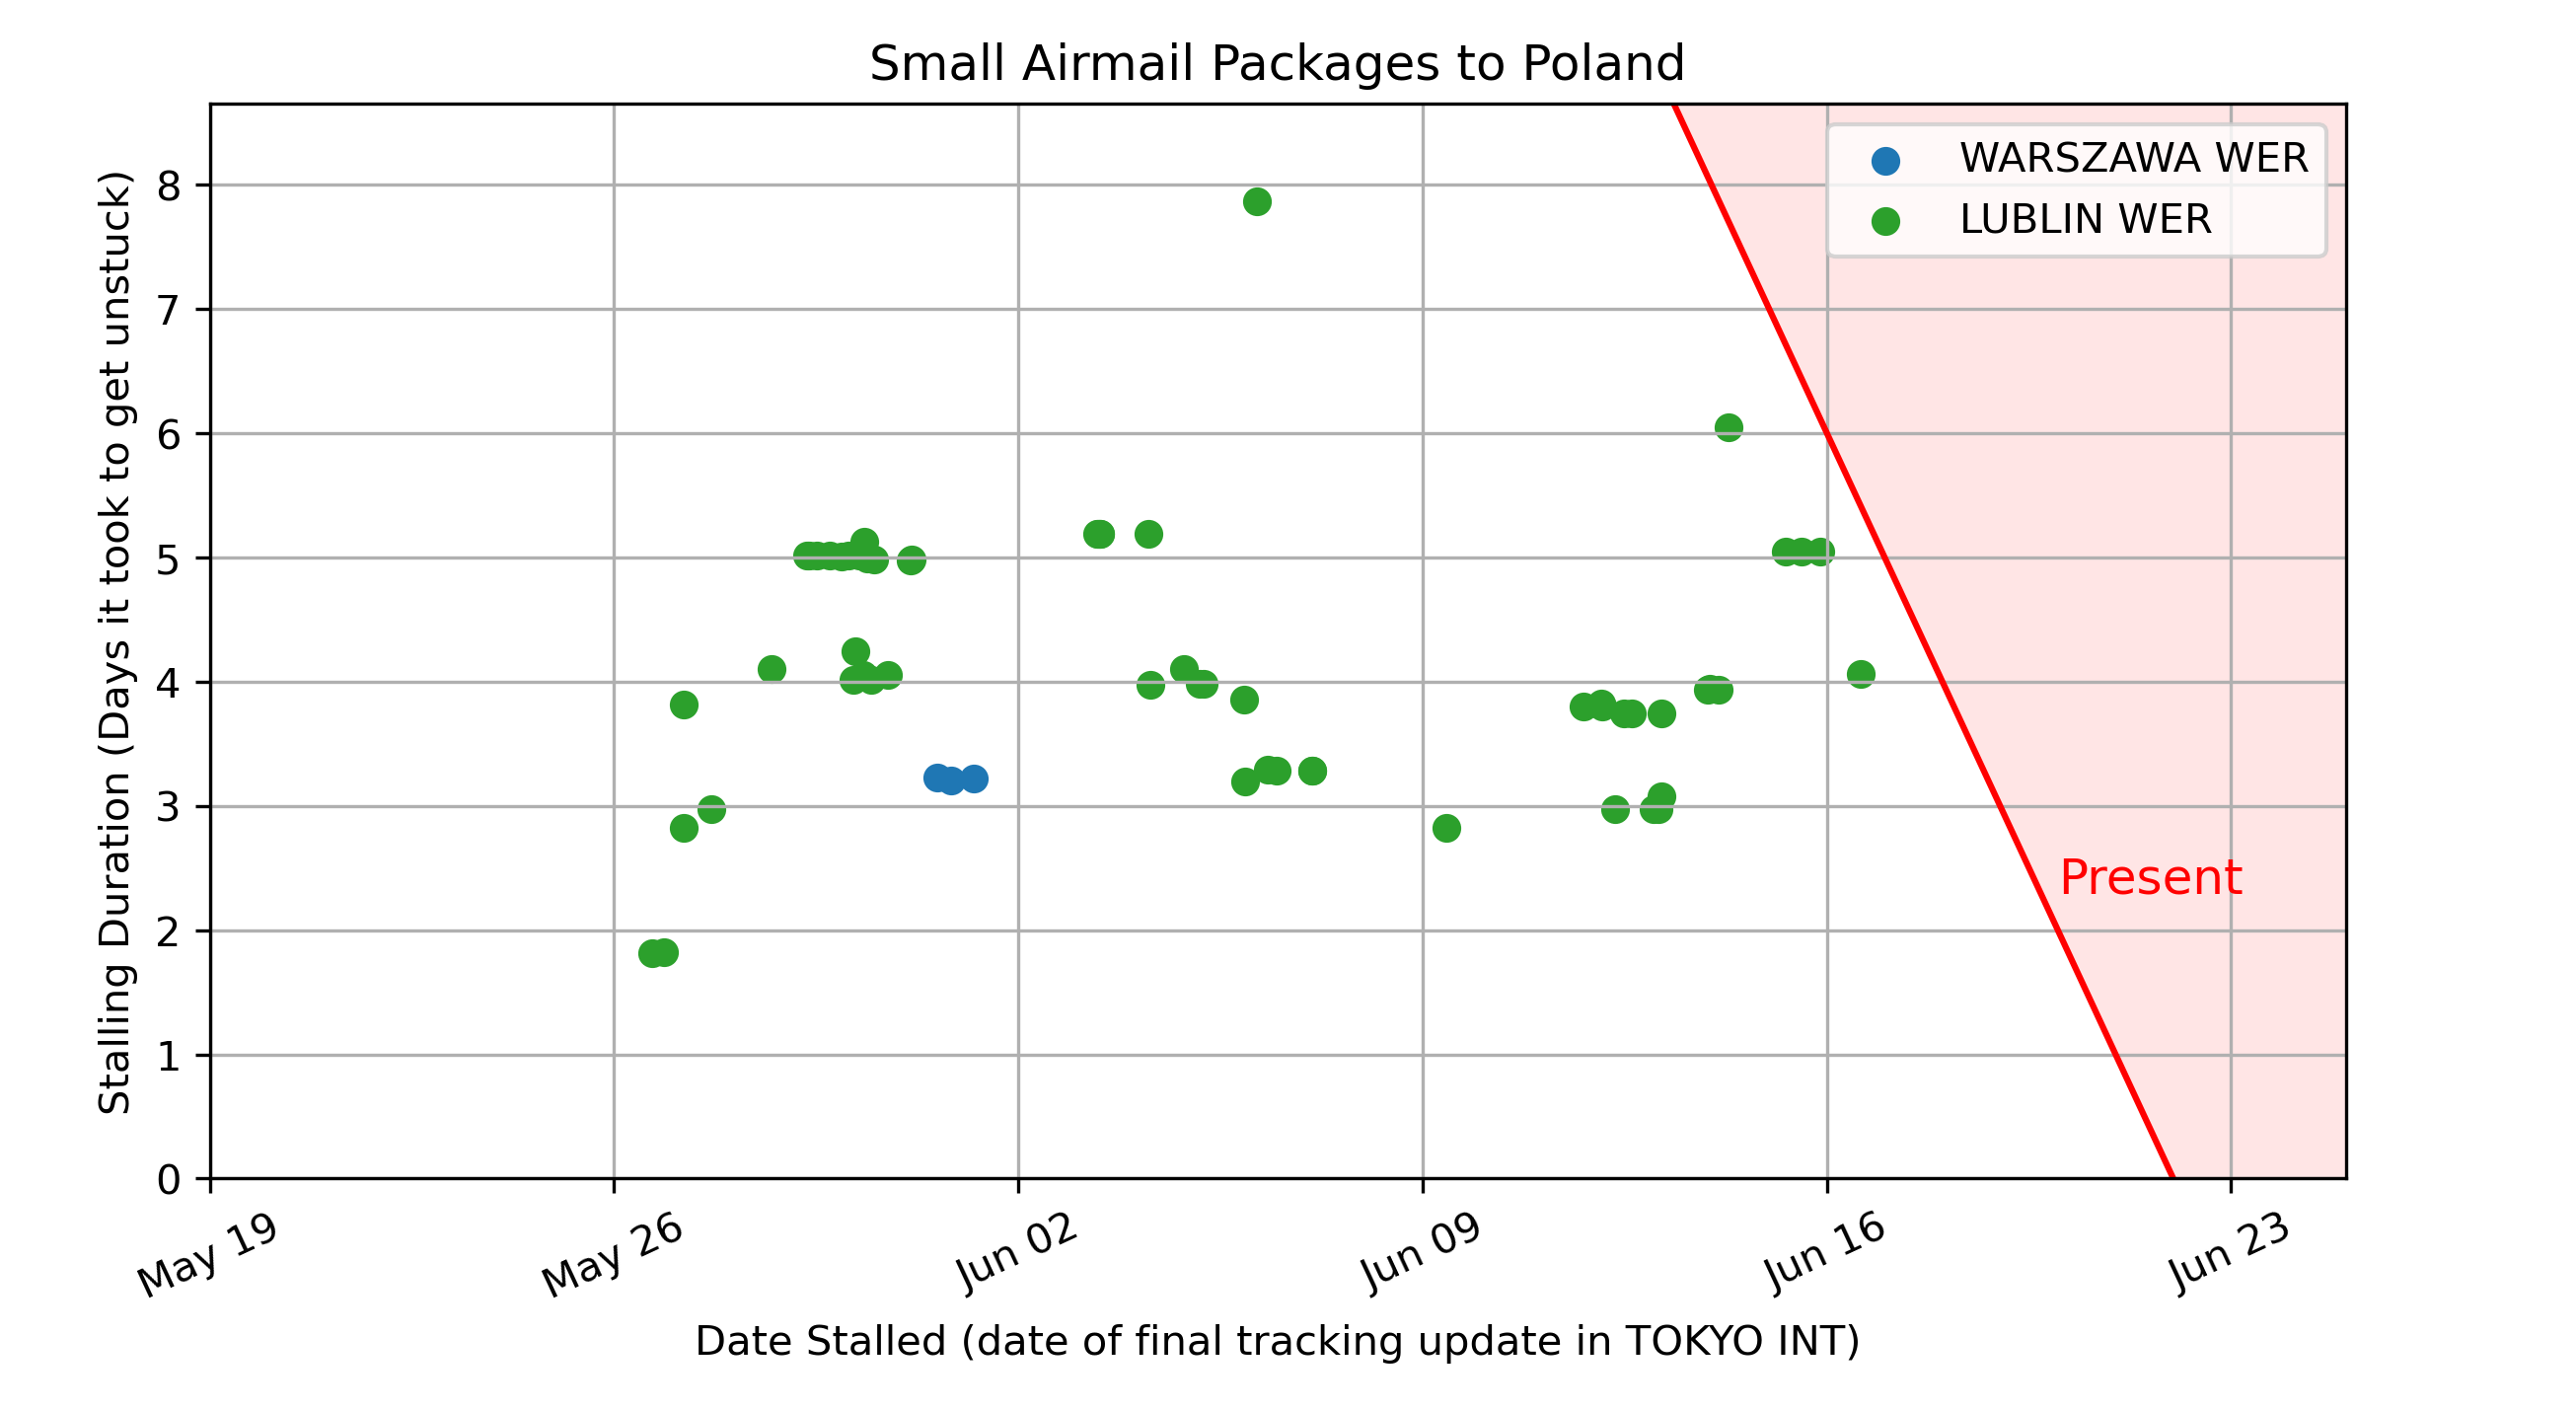 Small Airmail Packages to Poland
WARSZAWA WER
LUBLIN WER
Present
Stalling Duration (Days it took to get unstuck)
8
7
6
5
4
3
2
1
0
May 19
May 26
Jun 02
Jun 09
Jun 16
Jun 23
Date Stalled (date of final tracking update in TOKYO INT)